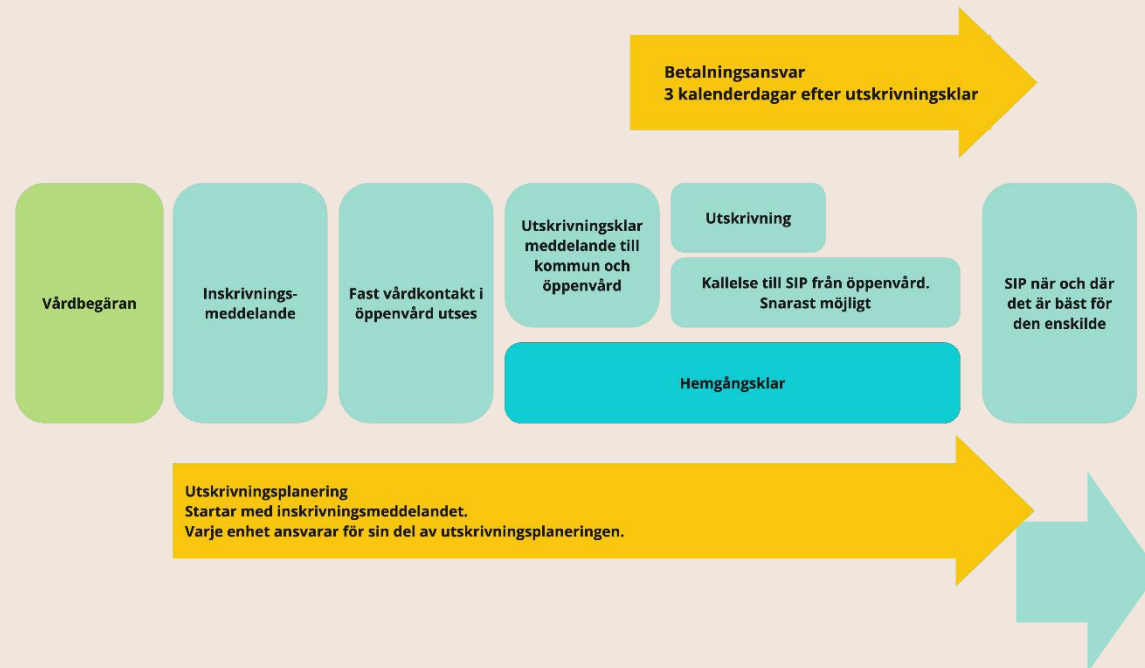 Betalningsansvar
3 kalenderdagar efter utskrivningsklar
Vårdbegäran
Inskrivnings-
meddelande
Fast vårdkontakt i
öppenvård utses
Utskrivningsklar
meddelande till
kommun och
öppenvård
Utskrivning
Kallelse till SIP från öppenvård.
Snarast möjligt
Hemgångsklar
SIP när och där
det är bäst för
den enskilde
Utskrivningsplanering
Startar med inskrivningsmeddelandet.
Varje enhet ansvarar för sin del av utskrivningsplaneringen.